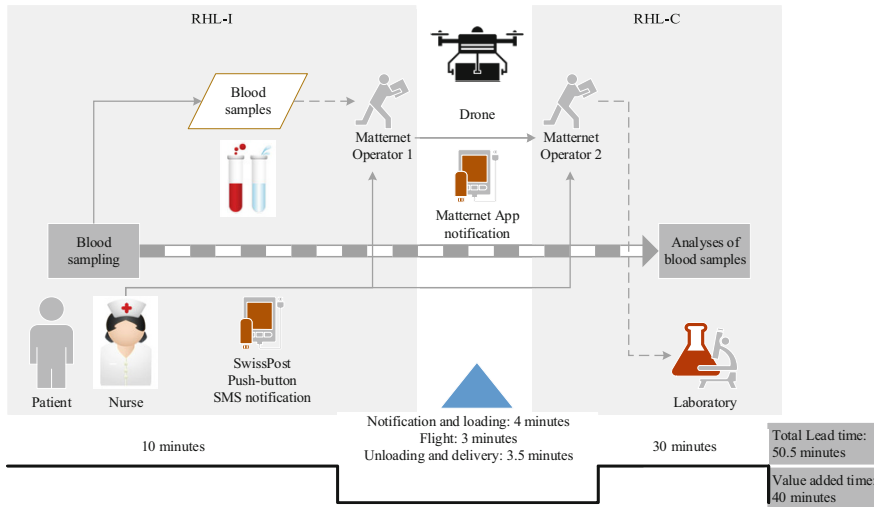 RHL-I
RHL-C
Blood
samples
Drone
Matternet
Operator 1
Matternet
Operator 2
Matternet App
notification
Blood
sampling
Analyses of
blood samples
SwissPost
Push-button
SMS notification
Patient
Nurse
Laboratory
Notification and loading: 4 minutes
Flight: 3 minutes
Unloading and delivery: 3.5 minutes
10 minutes
30 minutes
Total Lead time:
50.5 minutes
Value added time:
40 minutes